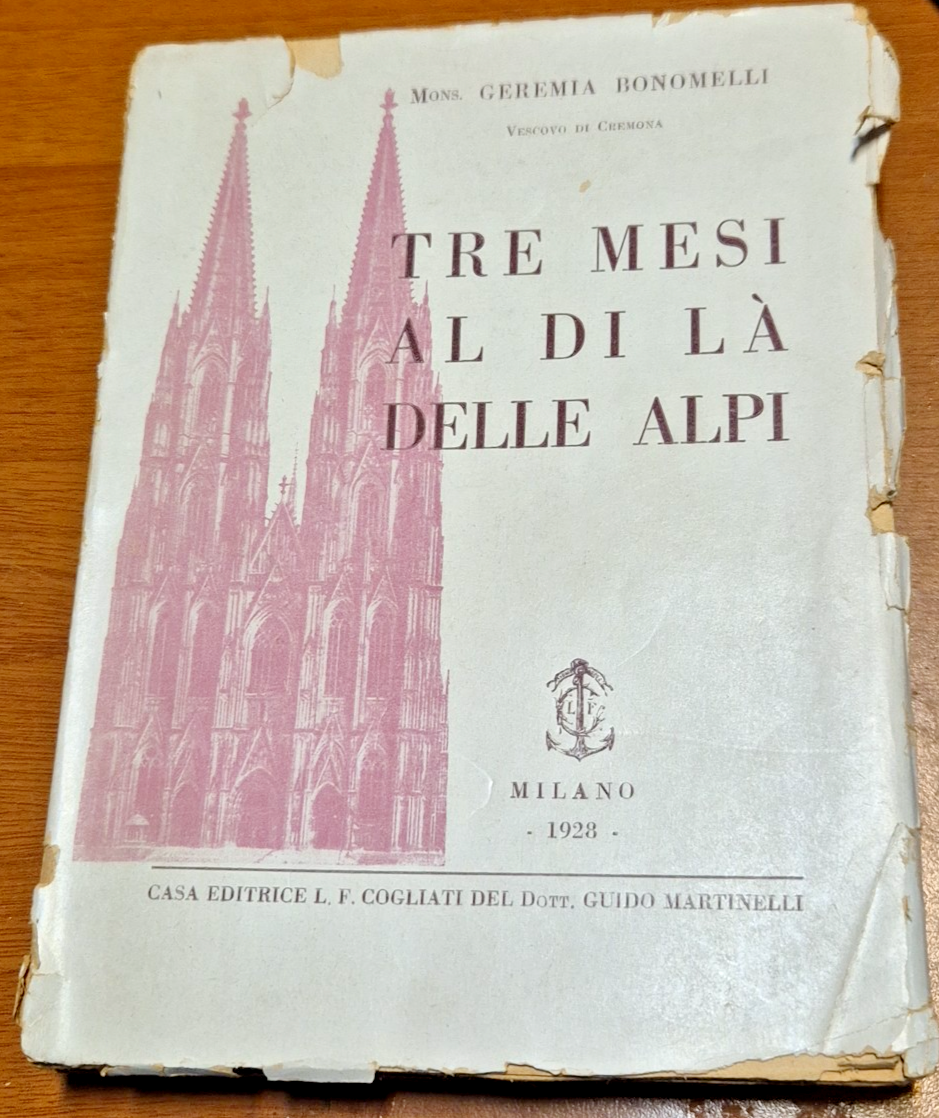 Mons. GEREMIA BONOMELLI
Vescovo di Cremona
TRE MESI
AL DI LÀ
DELLE ALPI
L F
MILANO
- 1928 -
CASA EDITRICE L. F. COGLIATI DEL Dott. GUIDO MARTINELLI